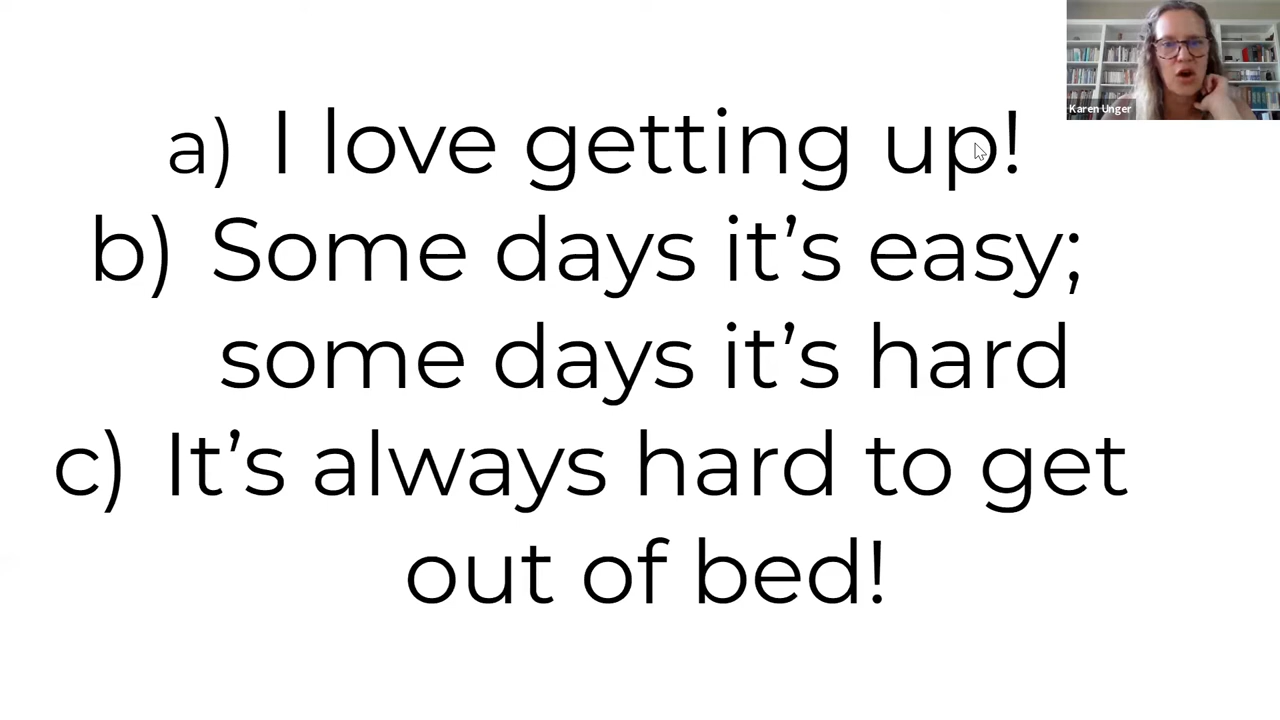 a) I love getting up!
b) Some days it’s easy;
some days it’s hard
c) It’s always hard to get
out of bed!
Karen Unger